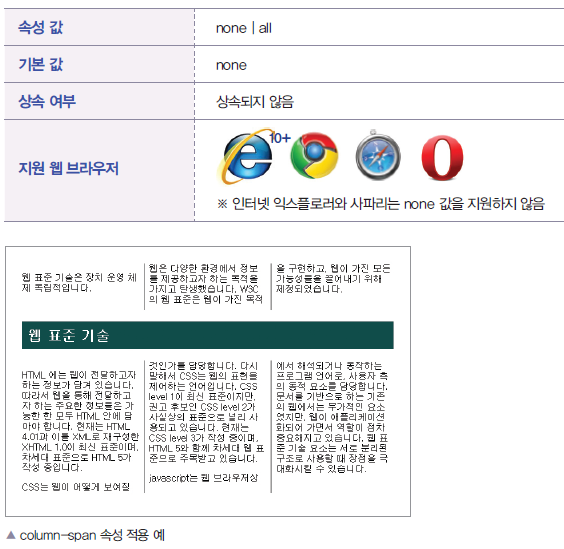 속성 값 none | all
기본 값 none
상속 여부 상속되지 않음
지원 웹 브라우저
10+
※ 인터넷 익스플로러와 사파리는 none 값을 지원하지 않음
웹 표준 기술은 장치 운영 체
제 독립적입니다.
웹은 다양한 환경에서 정보
를 제공하고자 하는 목적을
가지고 탄생했습니다. W3C
의 웹 표준은 웹이 가진 목적
을 구현하고, 웹이 가진 모든
가능성들을 끌어내기 위해
제정되었습니다.
웹 표준 기술
HTML 에는 웹이 전달하고자
하는 정보가 담겨 있습니다.
따라서 웹을 통해 전달하고
자 하는 주요한 정보들은 가
능한 한 모두 HTML 안에 담
아야 합니다. 현재는 HTML
4.01과 이를 XML로 재구성한
XHTML 1.0이 최신 표준이며,
차세대 표준으로 HTML 5가
작성 중입니다.
CSS는 웹이 어떻게 보여질
것인가를 담당합니다. 다시
말해서 CSS는 웹의 표현을
제어하는 언어입니다. CSS
level 1이 최신 표준이지만,
권고 후보인 CSS level 2가
사실상의 표준으로 널리 사
용되고 있습니다. 현재는
CSS level 3가 작성 중이며,
HTML 5와 함께 차세대 웹 표
준으로 주목받고 있습니다.
javascript는 웹 브라우저상
에서 해석되거나 동작하는
프로그램 언어로, 사용자 측
의 동적 요소를 담당합니다.
문서를 기반으로 하는 기존
의 웹에서는 부가적인 요소
였지만, 웹이 애플리케이션
화되어 가면서 역할이 점차
중요해지고 있습니다. 웹 표
준 기술 요소는 서로 분리된
구조로 사용할 때 장점을 극
대화시킬 수 있습니다.
▲ column-span 속성 적용 예